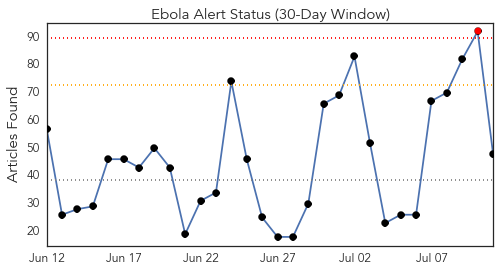 Ebola Alert Status (30-Day Window)
Articles Found
90
80
70
60
50
40
30
20
Jun 12 Jun 17 Jun 22 Jun 27 Jul 02 Jul 07